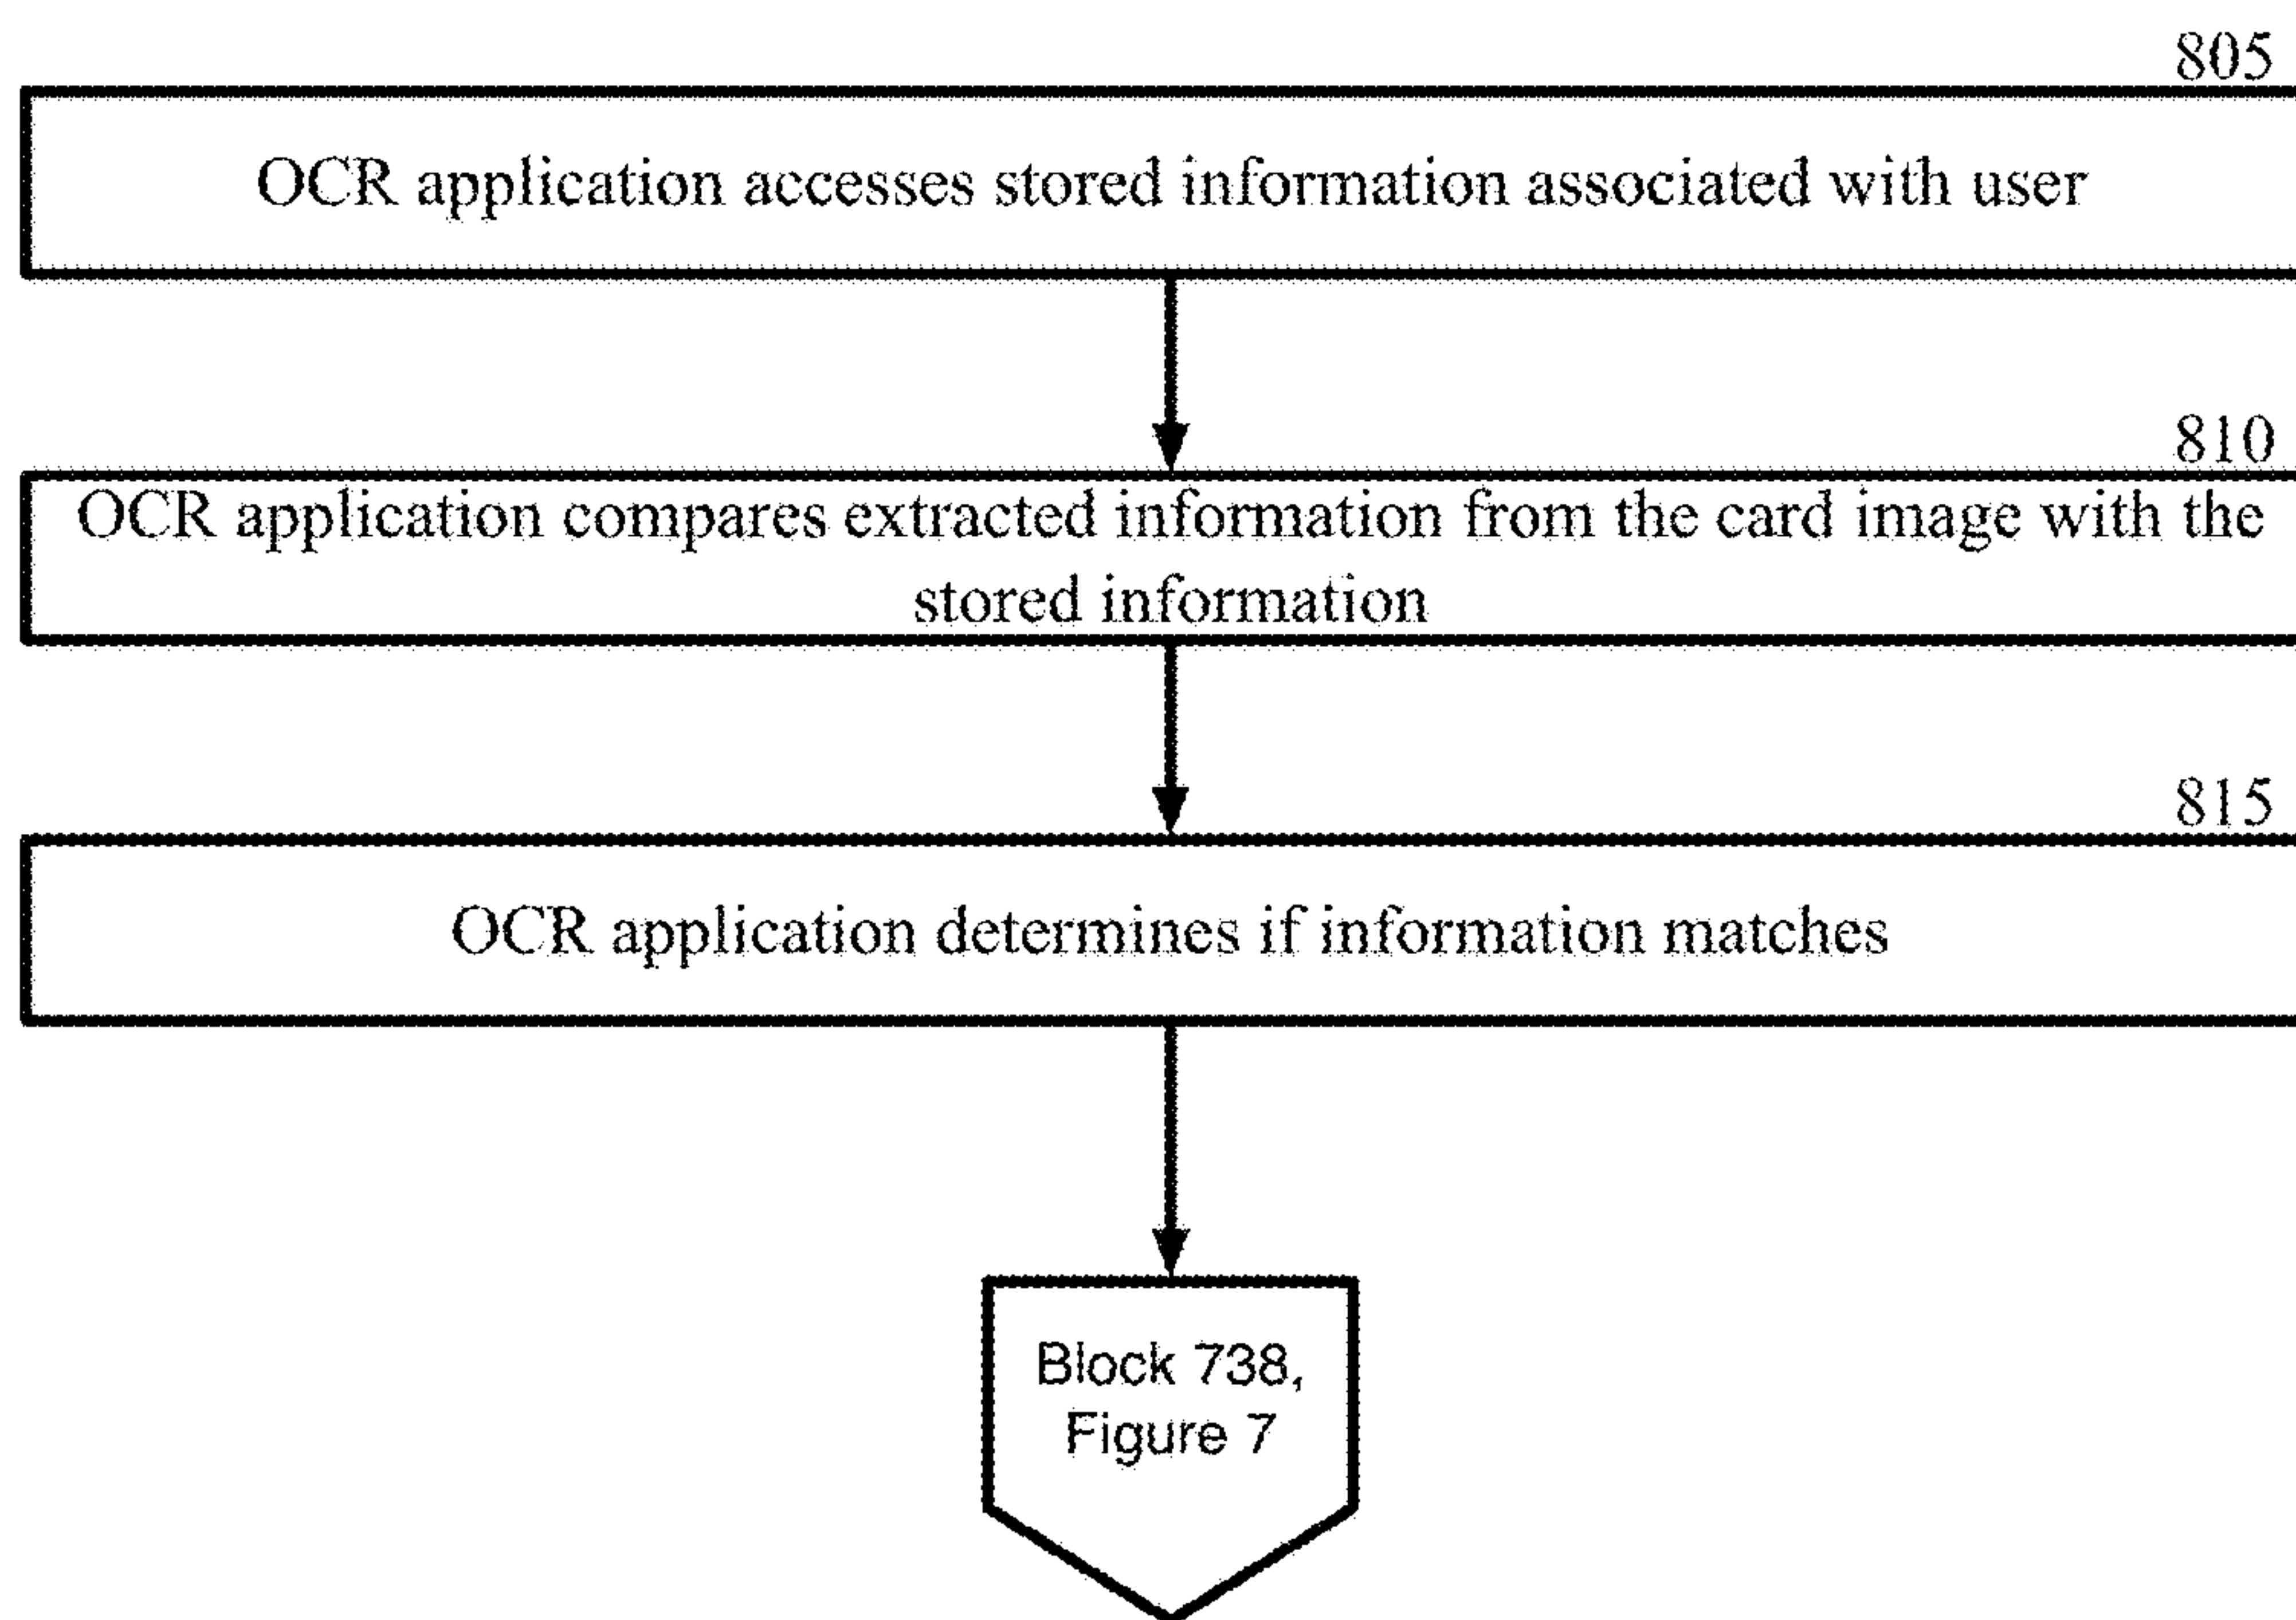 805
OCR application accesses stored information associated with user
810
OCR application compares extracted information from the card image with the
stored information
815
OCR application determines if information matches
Block 738,
Figure 7